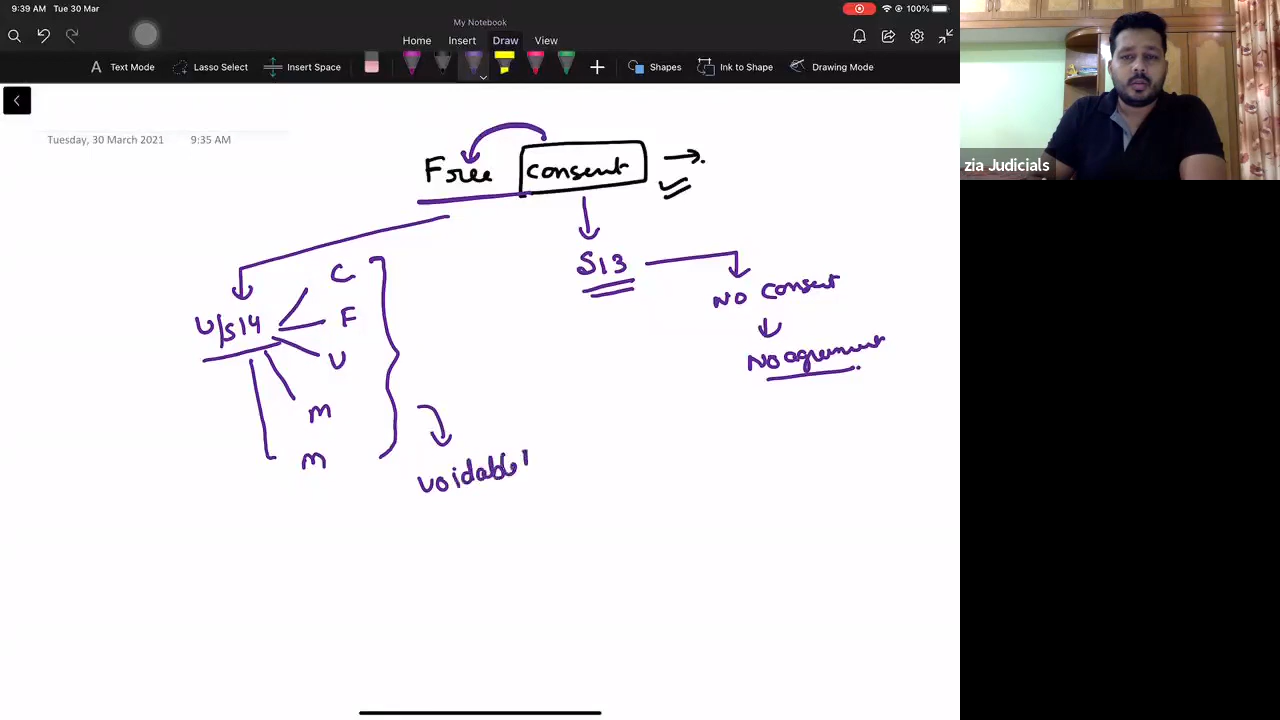 9:39 AM Tue 30 Mar
100%
My Notebook
Home Insert Draw View
Text Mode Lasso Select Insert Space Shapes Ink to Shape Drawing Mode
Tuesday, 30 March 2021 9:35 AM
zia Judicials
Free consent
S13
No consent
No agreement
U/S14
C
F
U
m
m
voidable